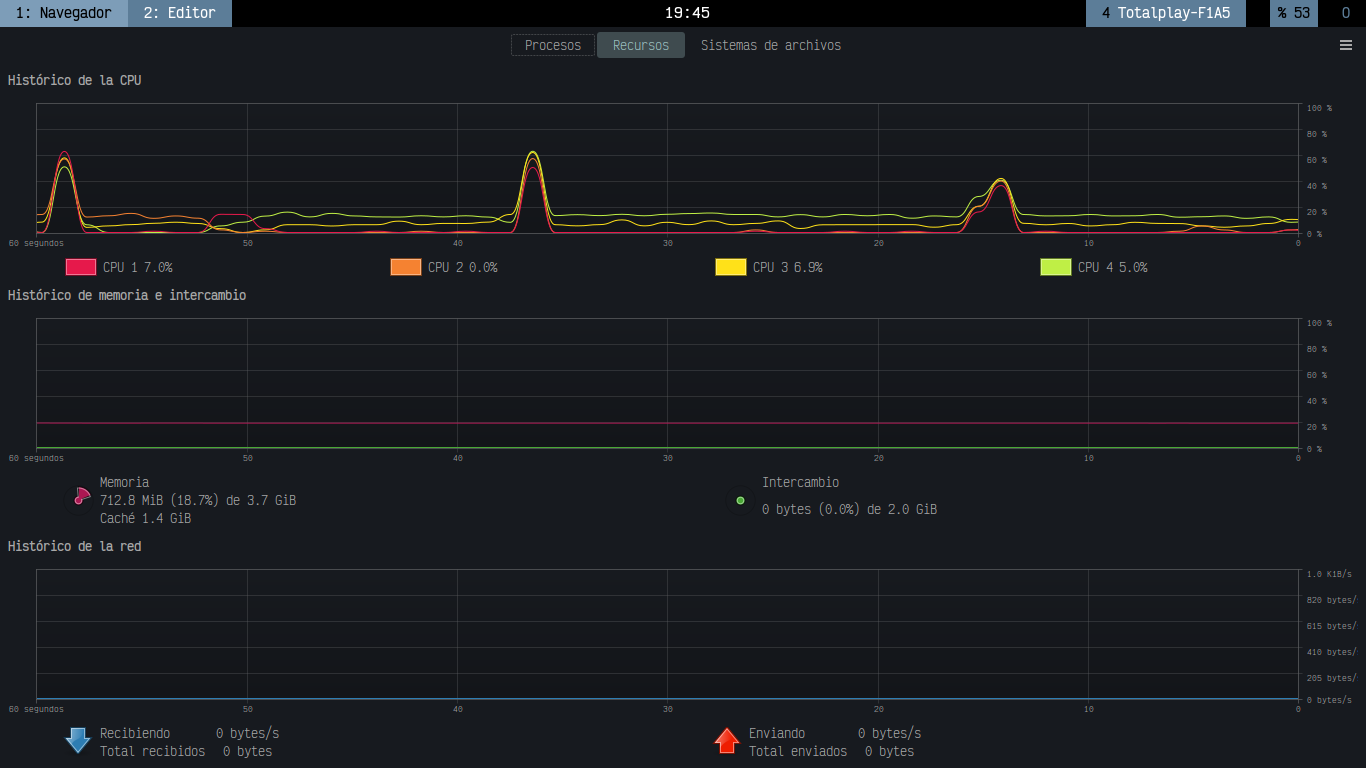 1: Navegador 2: Editor 19:45 4 Totalplay-F1A5 % 53 0
Procesos Recursos Sistemas de archivos
Histórico de la CPU
100 %
80 %
60 %
40 %
20 %
0 %
60 segundos 50 40 30 20 10 0
CPU 1 7.0% CPU 2 0.0% CPU 3 6.9% CPU 4 5.0%
Histórico de memoria e intercambio
100 %
80 %
60 %
40 %
20 %
0 %
60 segundos 50 40 30 20 10 0
Memoria
712.8 MiB (18.7%) de 3.7 GiB
Caché 1.4 GiB
Intercambio
0 bytes (0.0%) de 2.0 GiB
Histórico de la red
1.0 KiB/s
820 bytes/
615 bytes/
410 bytes/
205 bytes/
0 bytes/s
60 segundos 50 40 30 20 10 0
Recibiendo 0 bytes/s
Total recibidos 0 bytes
Enviando 0 bytes/s
Total enviados 0 bytes